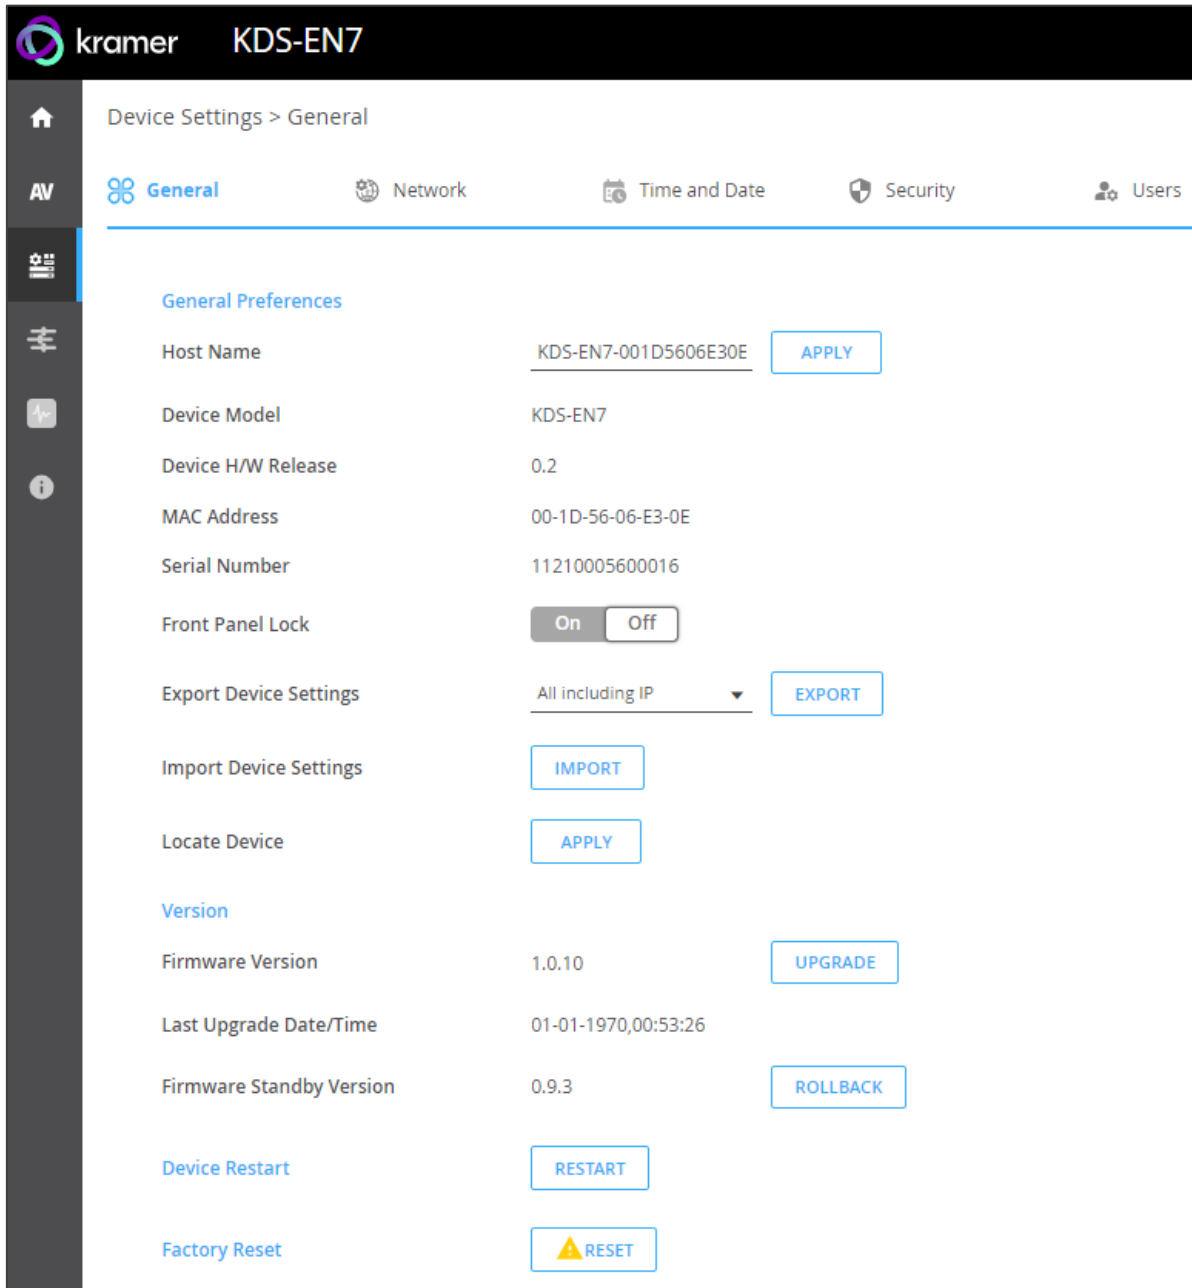 kramer KDS-EN7
Device Settings > General
AV General Network Time and Date Security Users
General Preferences
Host Name KDS-EN7-001D5606E30E APPLY
Device Model KDS-EN7
Device H/W Release 0.2
MAC Address 00-1D-56-06-E3-0E
Serial Number 11210005600016
Front Panel Lock On Off
Export Device Settings All including IP EXPORT
Import Device Settings IMPORT
Locate Device APPLY
Version
Firmware Version 1.0.10 UPGRADE
Last Upgrade Date/Time 01-01-1970,00:53:26
Firmware Standby Version 0.9.3 ROLLBACK
Device Restart RESTART
Factory Reset RESET